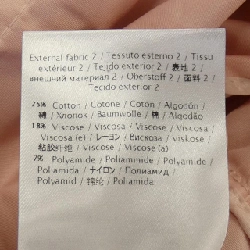 External fabric 2 / Tessuto esterno 2 / Tissu
extérieur 2 / Tejido exterior 2 / 表地 2 /
внешний материал 2 / Oberstoff 2 / 面料 2 /
Tecido exterior 2
75% Cotton / Cotone / Coton / Algodón /
綿 / Хлопок / Baumwolle / 棉 / Algodão
18% Viscose / Viscosa / Viscose / Viscosa
(e) / レーヨン / Вискоза / Viskose /
粘胶纤维 / Viscose / Viscose (a)
7% Polyamide / Poliammide / Polyamide /
Poliamida / ナイロン / Полиамид /
Polyamid / 锦纶 / Poliamide